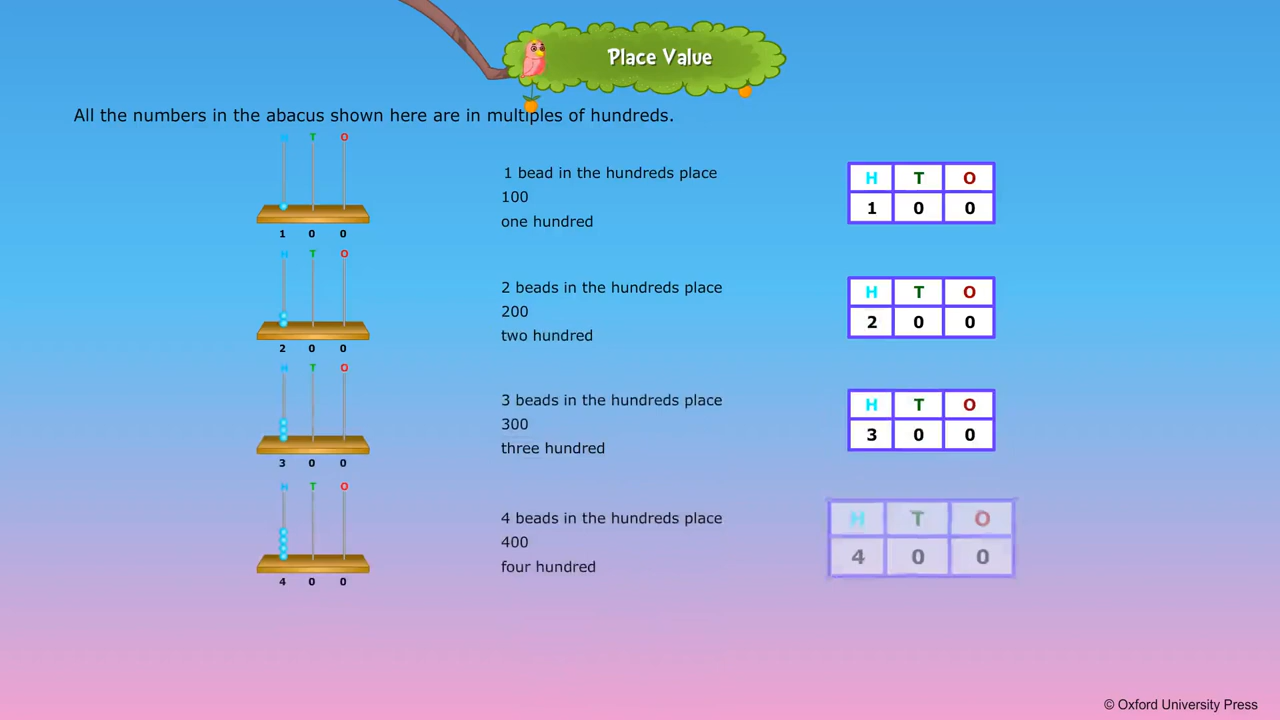 Place Value
All the numbers in the abacus shown here are in multiples of hundreds.
H T O
1 0 0
1 bead in the hundreds place
100
one hundred
H T O
1 0 0
H T O
2 0 0
2 beads in the hundreds place
200
two hundred
H T O
2 0 0
H T O
3 0 0
3 beads in the hundreds place
300
three hundred
H T O
3 0 0
H T O
4 0 0
4 beads in the hundreds place
400
four hundred
H T O
4 0 0
© Oxford University Press